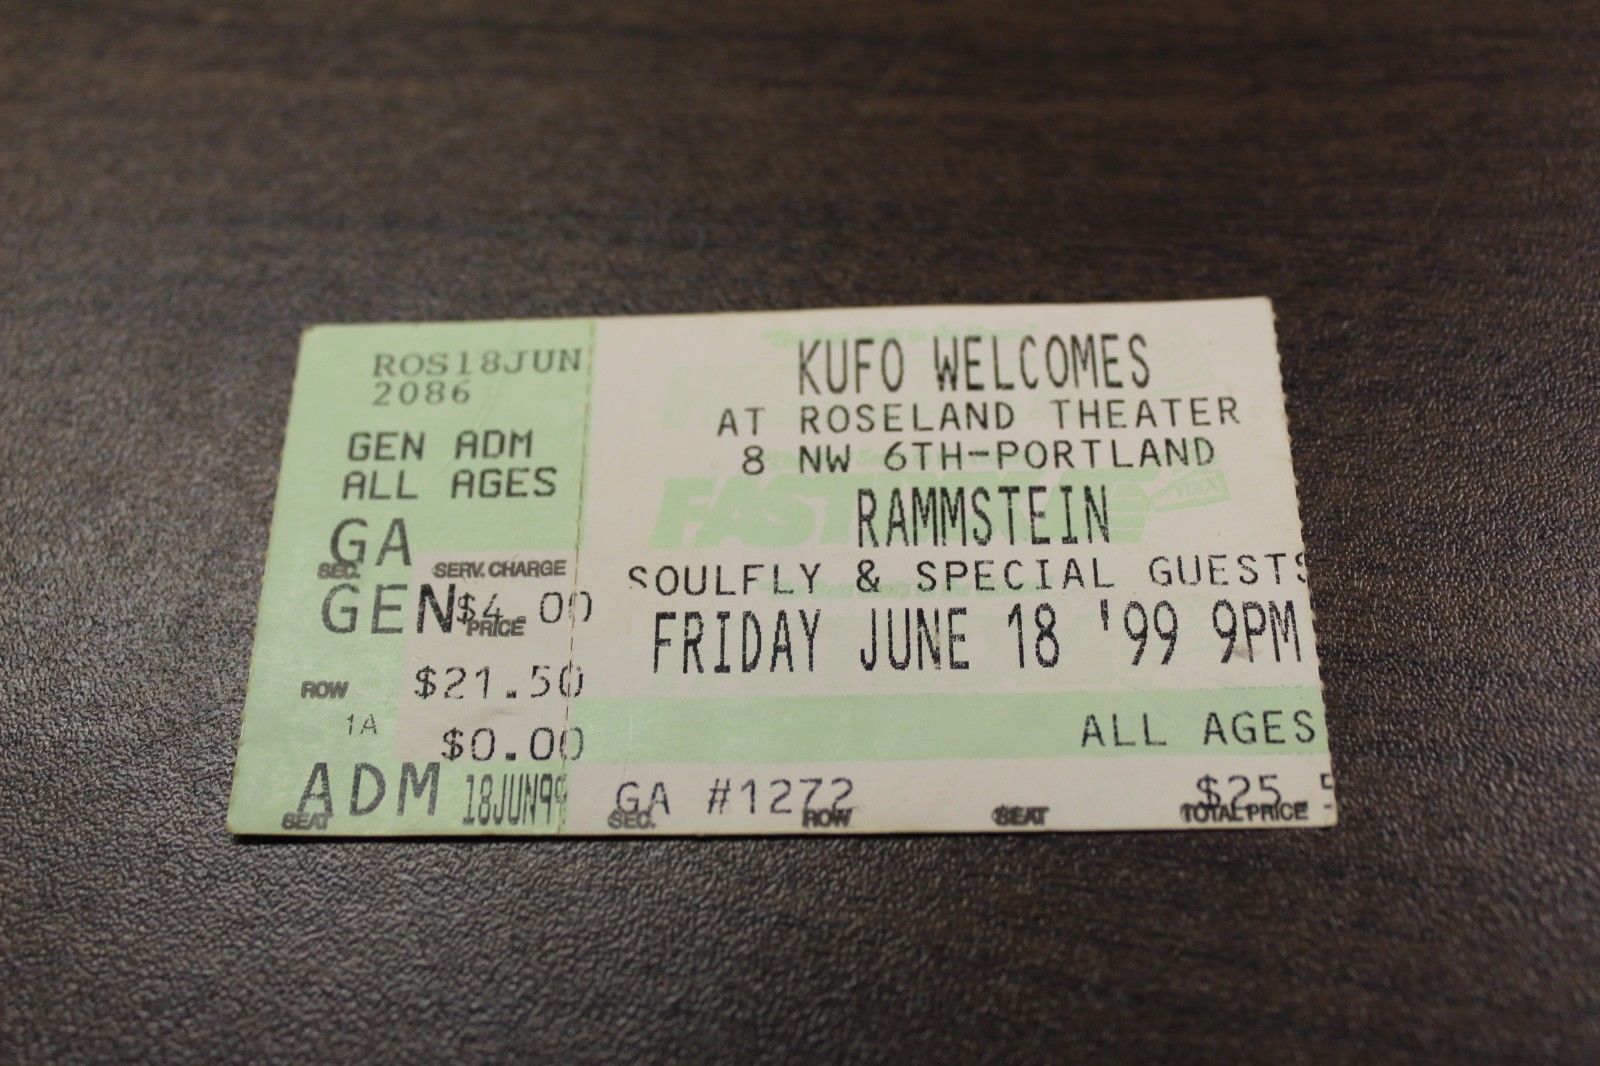 ROS18JUN
2086
GEN ADM
ALL AGES
GA
SEC.
SERV. CHARGE
GEN $4.00
PRICE
ROW $21.50
1A
$0.00
ADM 18JUN99
SEAT
KUFO WELCOMES
AT ROSELAND THEATER
8 NW 6TH-PORTLAND
RAMMSTEIN
SOULFLY & SPECIAL GUESTS
FRIDAY JUNE 18 '99 9PM
ALL AGES
GA #1272 $25.5
SEC. ROW SEAT TOTAL PRICE